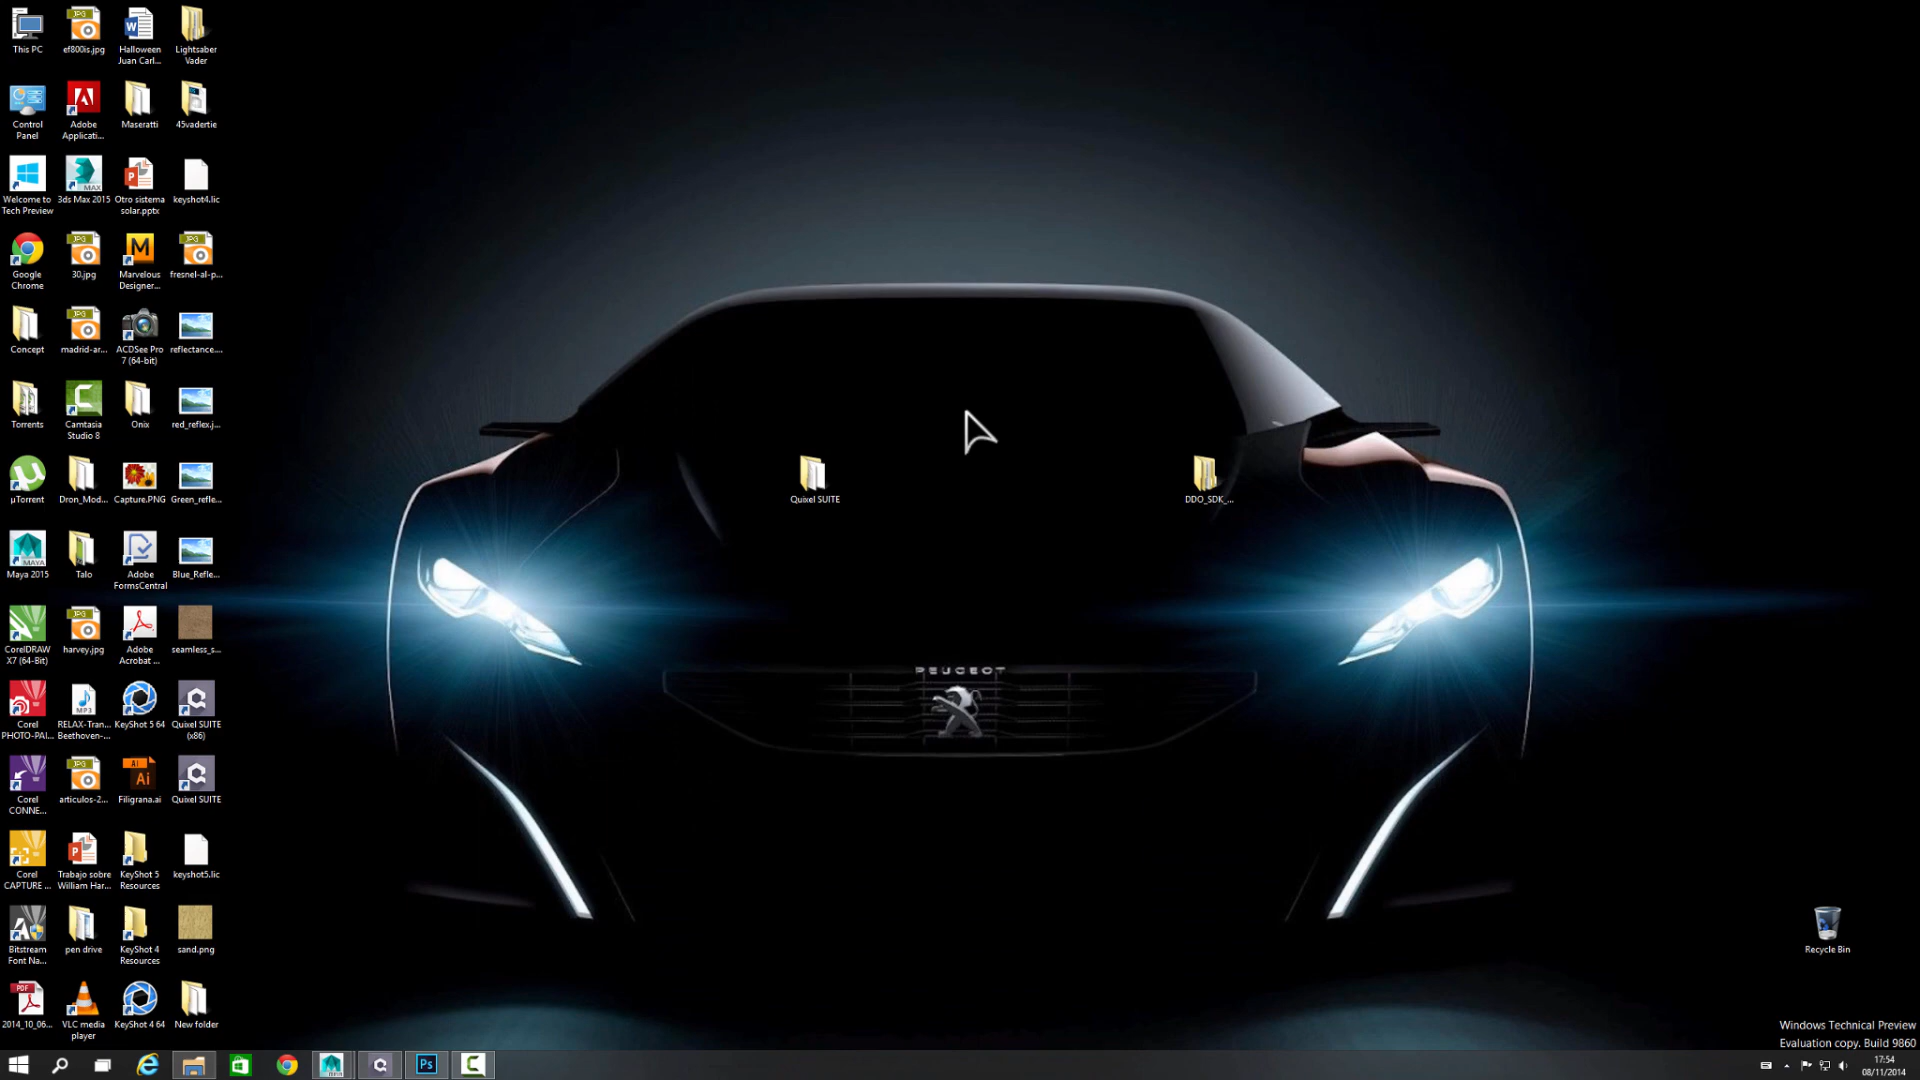 This PC
ef800is.jpg
Halloween
Juan Carl...
Lightsaber
Vader
Control
Panel
Adobe
Applicati...
Maseratti
45vadertie
Welcome to
Tech Preview
3ds Max 2015
Otro sistema
solar.pptx
keyshot4.lic
Google
Chrome
30.jpg
Marvelous
Designer...
fresnel-al-p...
Concept
madrid-ar...
ACDSee Pro
7 (64-bit)
reflectance....
Torrents
Camtasia
Studio 8
Onix
red_reflex.j...
µTorrent
Dron_Mod...
Capture.PNG
Green_refle...
Quixel SUITE
DDO_SDK_...
Maya 2015
Talo
Adobe
FormsCentral
Blue_Refle...
CorelDRAW
X7 (64-Bit)
harvey.jpg
Adobe
Acrobat ...
seamless_s...
PEUGEOT
Corel
PHOTO-PAI...
RELAX-Tran...
Beethoven-...
KeyShot 5 64
Quixel SUITE
(x86)
Corel
CONNE...
articulos-2...
Filigrana.ai
Quixel SUITE
Corel
CAPTURE ...
Trabajo sobre
William Har...
KeyShot 5
Resources
keyshot5.lic
Bitstream
Font Na...
pen drive
KeyShot 4
Resources
sand.png
Recycle Bin
2014_10_06...
VLC media
player
KeyShot 4 64
New folder
Windows Technical Preview
Evaluation copy. Build 9860
17:54
08/11/2014